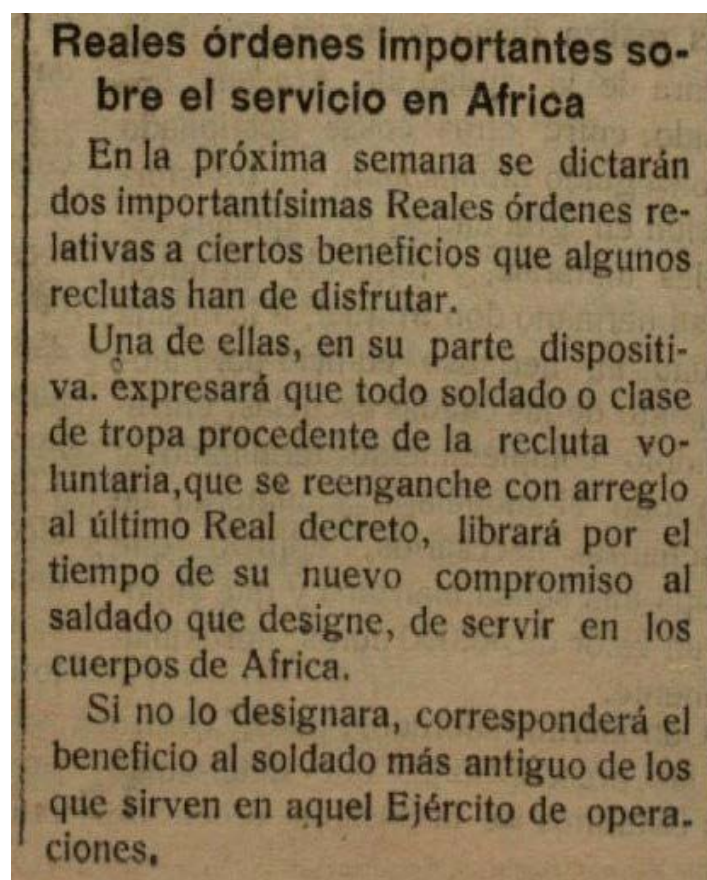 Reales órdenes importantes so-
bre el servicio en Africa
En la próxima semana se dictarán
dos importantísimas Reales órdenes re-
lativas a ciertos beneficios que algunos
reclutas han de disfrutar.
Una de ellas, en su parte dispositi-
va. expresará que todo soldado o clase
de tropa procedente de la recluta vo-
luntaria,que se reenganche con arreglo
al último Real decreto, librará por el
tiempo de su nuevo compromiso al
saldado que designe, de servir en los
cuerpos de Africa.
Si no lo designara, corresponderá el
beneficio al soldado más antiguo de los
que sirven en aquel Ejército de opera.
ciones.